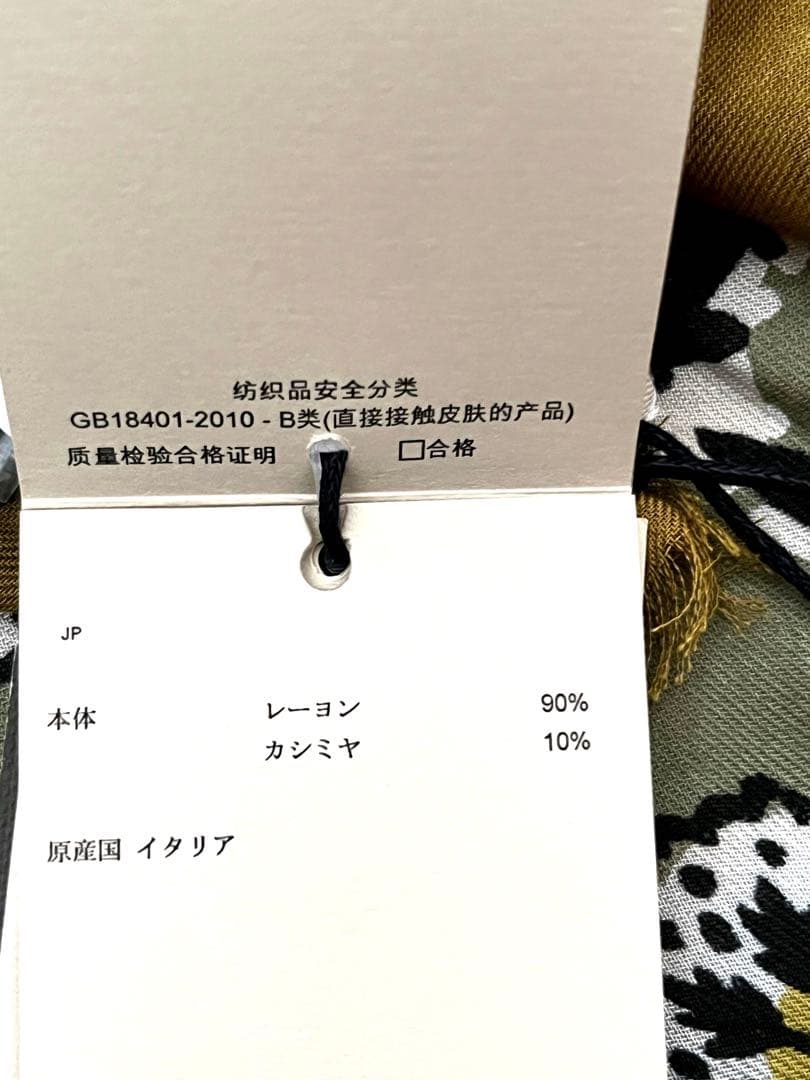 纺织品安全分类
GB18401-2010 - B类(直接接触皮肤的产品)
质量检验合格证明 □合格
JP
本体 レーヨン 90%
カシミヤ 10%
原産国 イタリア